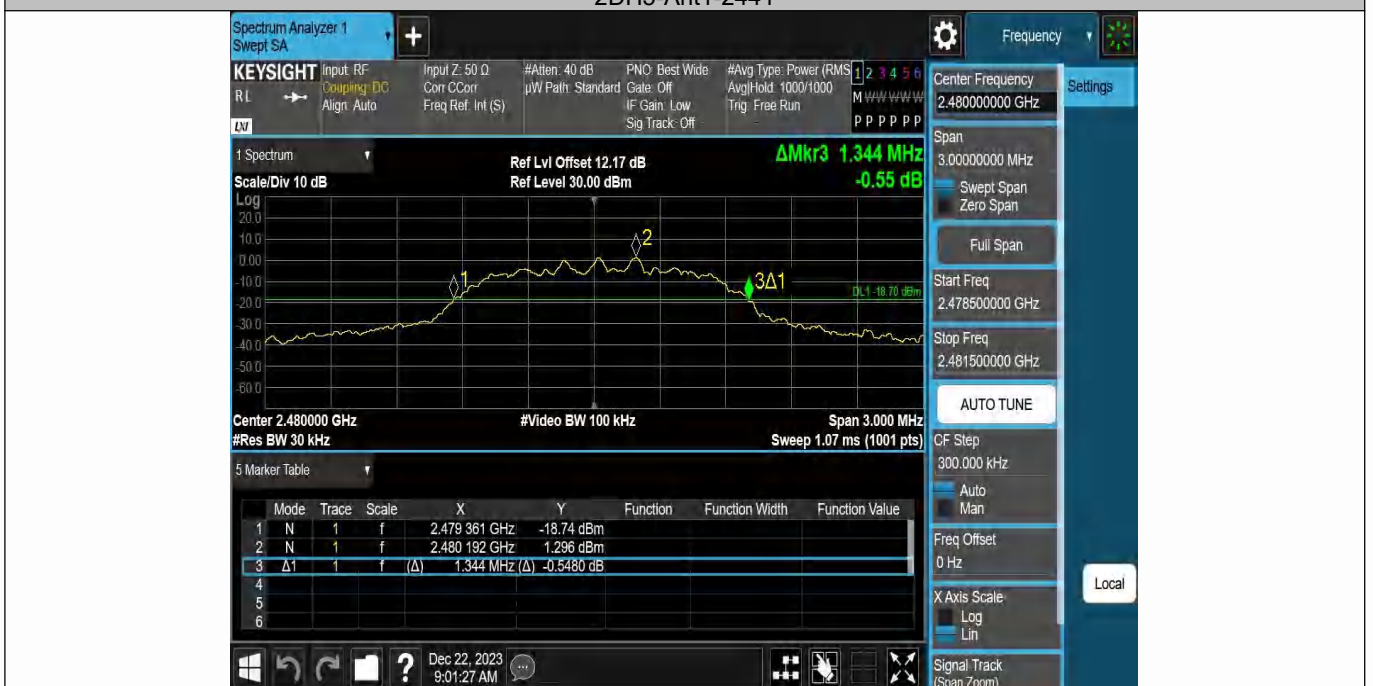 2DH5-Ant1-2441
Spectrum Analyzer 1
Swept SA
Frequency
KEYSIGHT
RL
LXI
Input: RF
Coupling: DC
Align: Auto
Input Z: 50 Ω
Corr CCorr
Freq Ref: Int (S)
#Atten: 40 dB
µW Path: Standard
PNO: Best Wide
Gate: Off
IF Gain: Low
Sig Track: Off
#Avg Type: Power (RMS
Avg|Hold: 1000/1000
Trig: Free Run
1 2 3 4 5 6
M W W W W W
P P P P P P
Center Frequency
2.480000000 GHz
Settings
Span
3.00000000 MHz
Swept Span
Zero Span
Full Span
Start Freq
2.478500000 GHz
Stop Freq
2.481500000 GHz
AUTO TUNE
CF Step
300.000 kHz
Auto
Man
Freq Offset
0 Hz
X Axis Scale
Log
Lin
Signal Track
(Span Zoom)
Local
1 Spectrum
Scale/Div 10 dB
Ref Lvl Offset 12.17 dB
Ref Level 30.00 dBm
ΔMkr3 1.344 MHz
-0.55 dB
Log
20.0
10.0
0.00
-10.0
-20.0
-30.0
-40.0
-50.0
-60.0
1
2
3Δ1
DL1 -18.70 dBm
Center 2.480000 GHz
#Video BW 100 kHz
Span 3.000 MHz
#Res BW 30 kHz
Sweep 1.07 ms (1001 pts)
5 Marker Table
Mode Trace Scale X Y Function Function Width Function Value
1 N 1 f 2.479 361 GHz -18.74 dBm
2 N 1 f 2.480 192 GHz 1.296 dBm
3 Δ1 1 f (Δ) 1.344 MHz (Δ) -0.5480 dB
4
5
6
?
Dec 22, 2023
9:01:27 AM